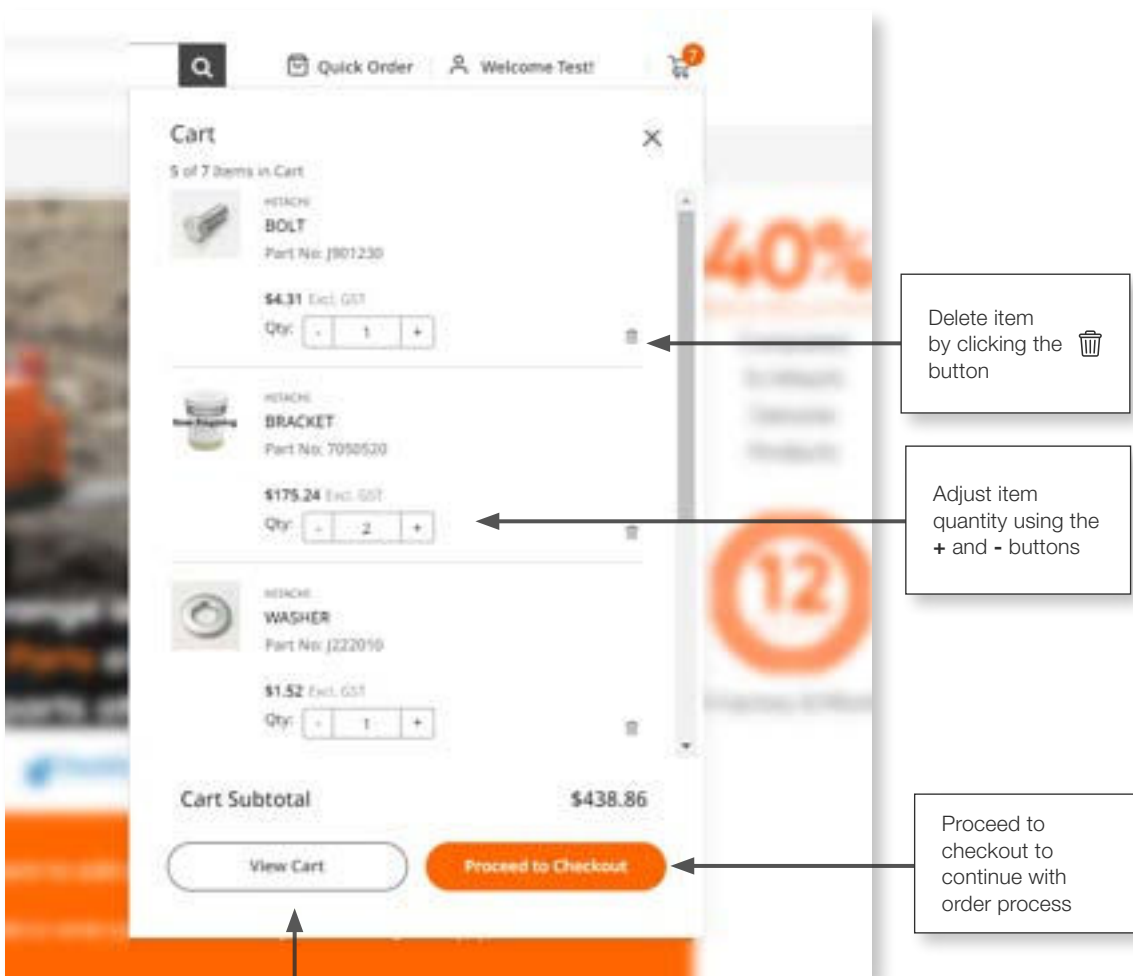 Quick Order
Welcome Test!
7
Cart
5 of 7 Items in Cart
HITACHI
BOLT
Part No: J901230
$4.31 Excl. GST
Qty: - 1 +
HITACHI
BRACKET
Part No: 7050520
$175.24 Excl. GST
Qty: - 2 +
HITACHI
WASHER
Part No: J222010
$1.52 Excl. GST
Qty: - 1 +
Cart Subtotal $438.86
View Cart
Proceed to Checkout
40%
12
Delete item
by clicking the
button
Adjust item
quantity using the
+ and - buttons
Proceed to
checkout to
continue with
order process